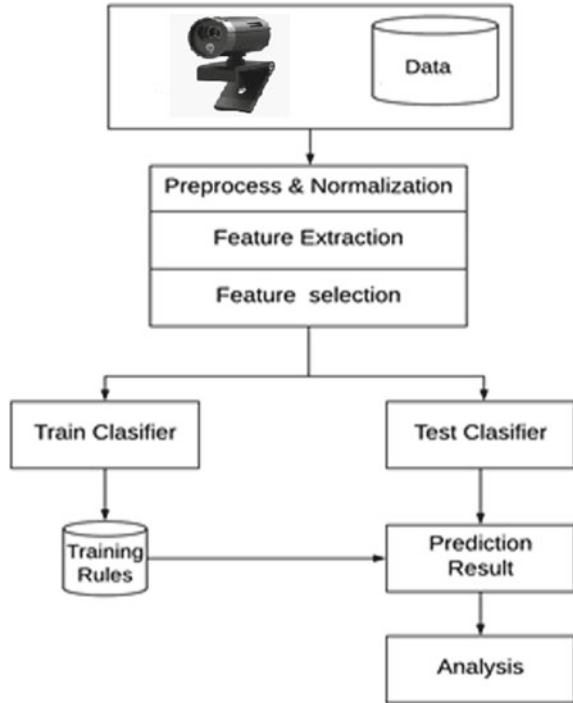 Data
Preprocess & Normalization
Feature Extraction
Feature selection
Train Clasifier
Test Clasifier
Training
Rules
Prediction
Result
Analysis